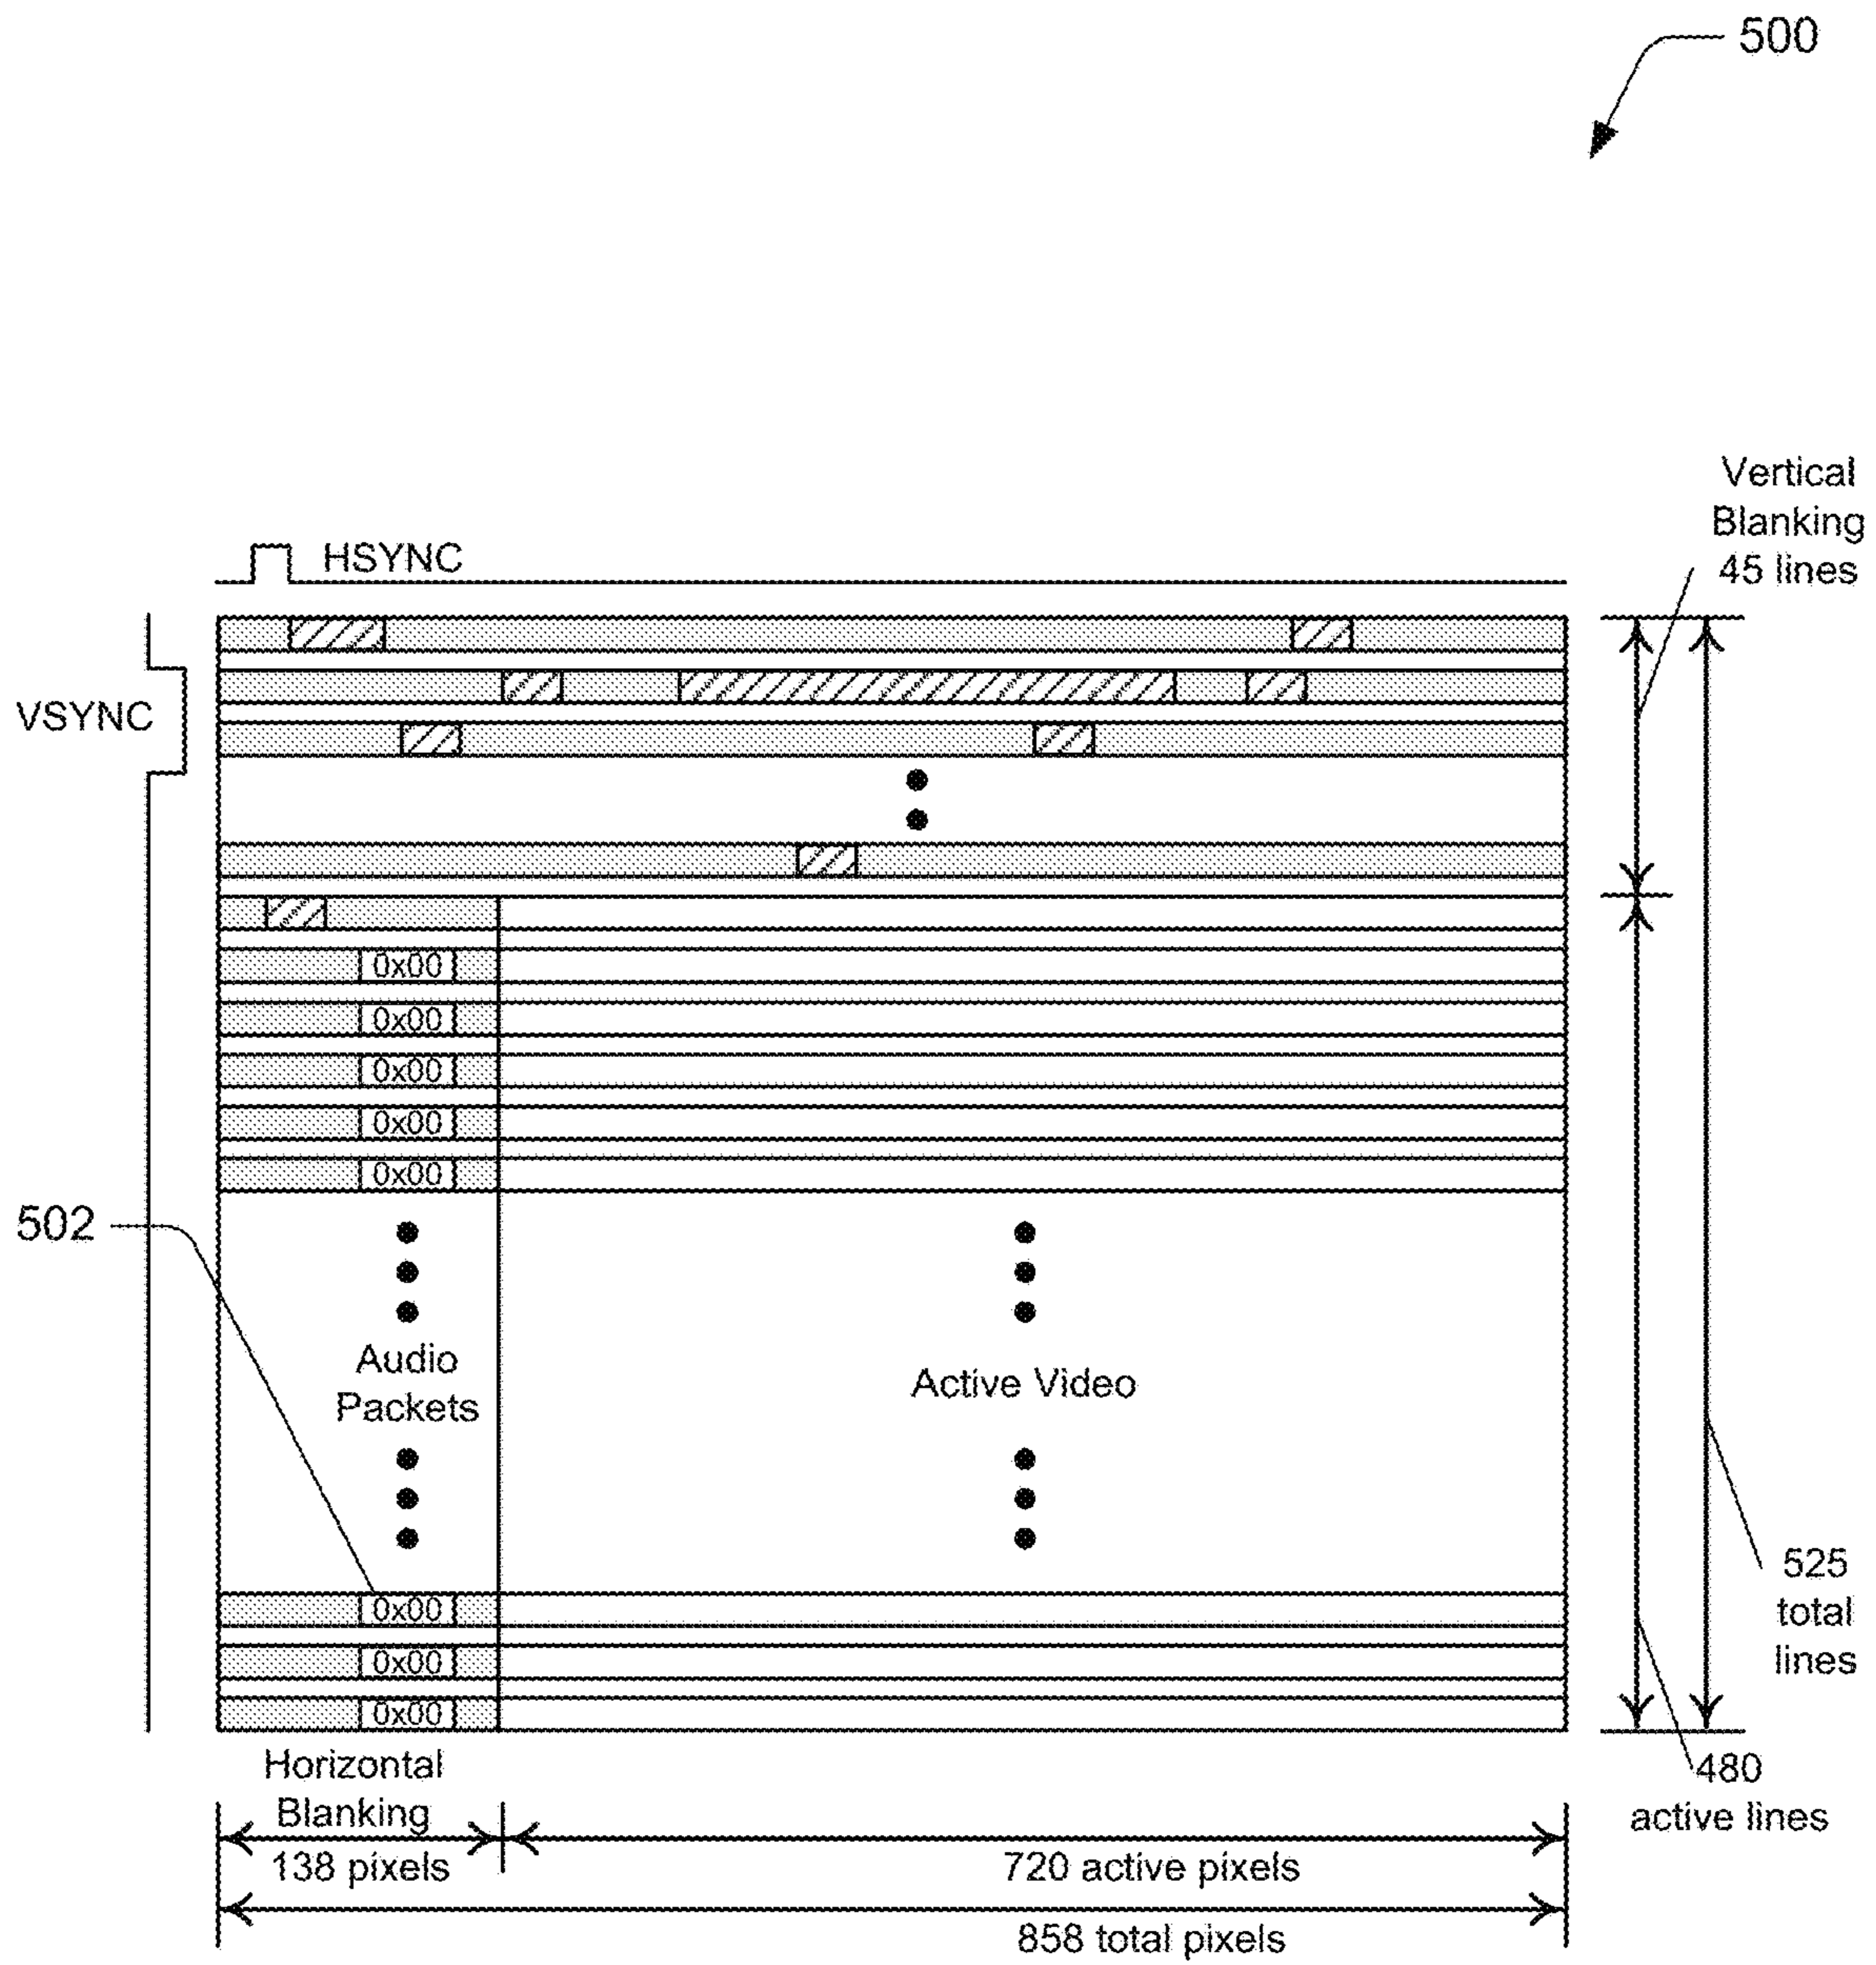 500
Vertical
Blanking
45 lines
HSYNC
VSYNC
0x00
0x00
0x00
0x00
0x00
502
Audio
Packets
Active Video
0x00
0x00
0x00
525
total
lines
480
active lines
Horizontal
Blanking
138 pixels
720 active pixels
858 total pixels